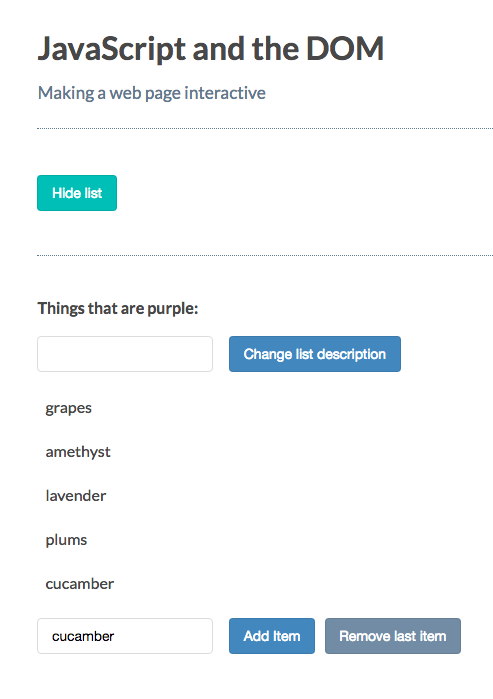 JavaScript and the DOM
Making a web page interactive
Hide list
Things that are purple:
Change list description
grapes
amethyst
lavender
plums
cucamber
cucamber Add Item Remove last item